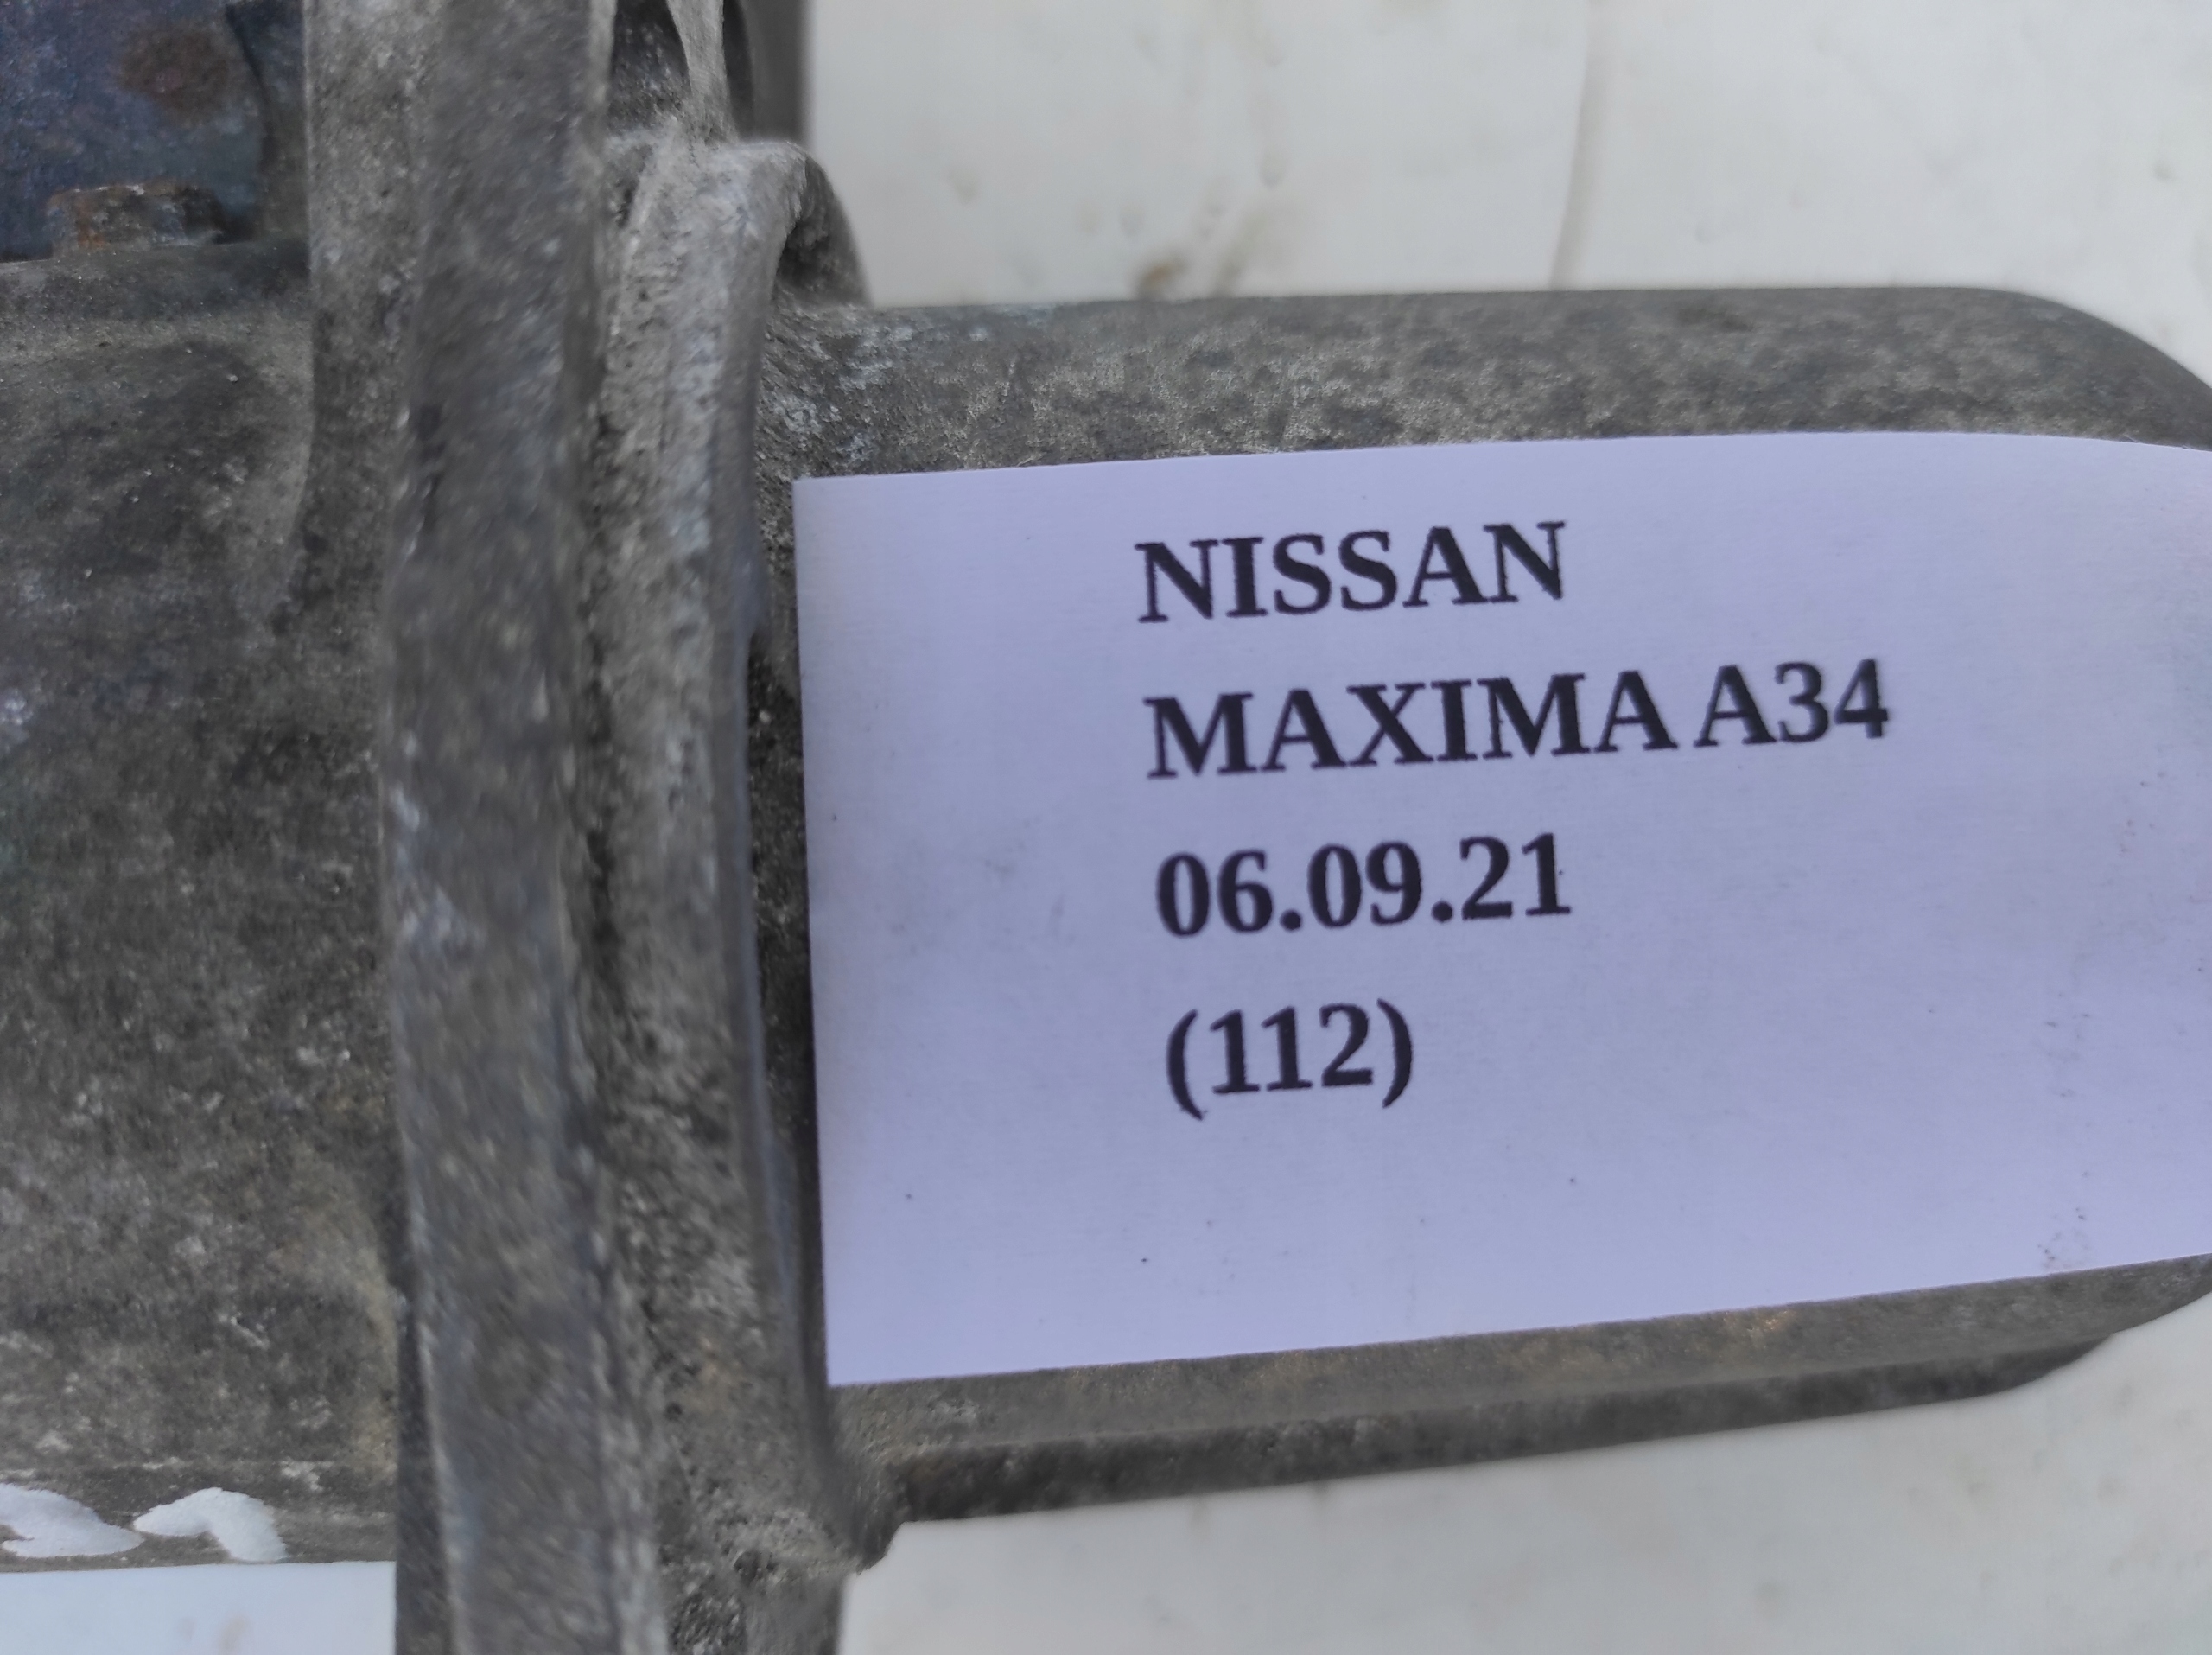 NISSAN
MAXIMA A34
06.09.21
(112)